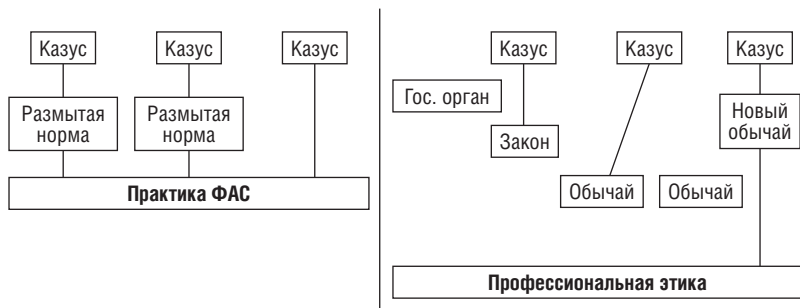 Казус
Казус
Казус
Размытая
норма
Размытая
норма
Практика ФАС
Казус
Казус
Казус
Гос. орган
Новый
обычай
Закон
Обычай
Обычай
Профессиональная этика